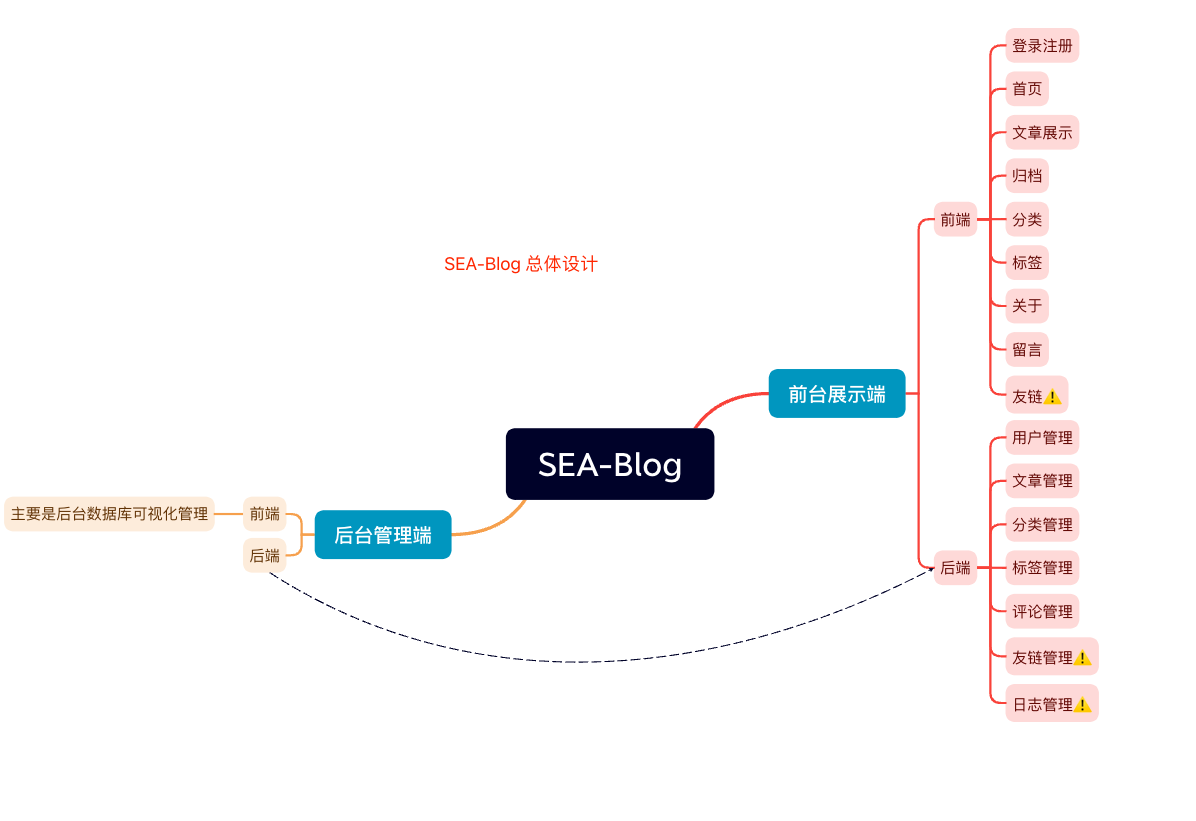 SEA-Blog 总体设计
SEA-Blog
前台展示端
前端
登录注册
首页
文章展示
归档
分类
标签
关于
留言
友链⚠️
后端
用户管理
文章管理
分类管理
标签管理
评论管理
友链管理⚠️
日志管理⚠️
后台管理端
前端
主要是后台数据库可视化管理
后端